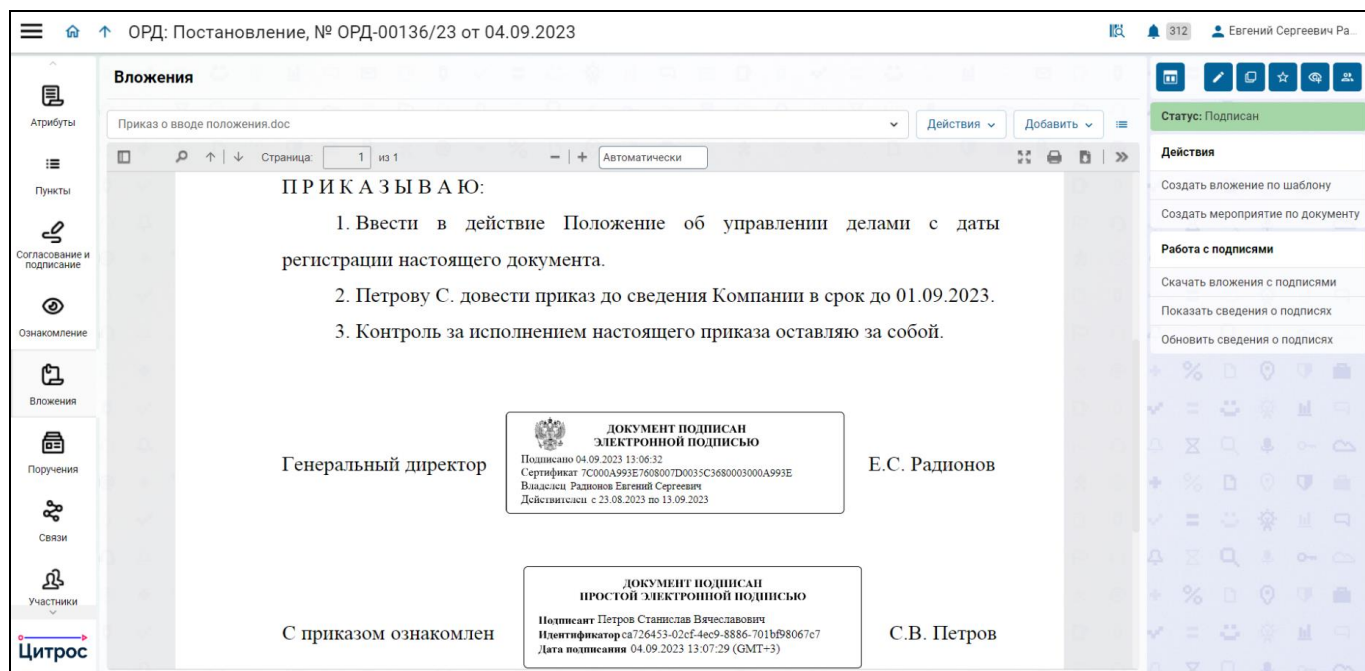 ОРД: Постановление, № ОРД-00136/23 от 04.09.2023
312
Евгений Сергеевич Ра...
Атрибуты
Пункты
Согласование и
подписание
Ознакомление
Вложения
Поручения
Связи
Участники
Цитрос
Вложения
Приказ о вводе положения.doc
Действия
Добавить
Страница:
1
из 1
Автоматически
П Р И К А З Ы В А Ю:
1. Ввести в действие Положение об управлении делами с даты
регистрации настоящего документа.
2. Петрову С. довести приказ до сведения Компании в срок до 01.09.2023.
3. Контроль за исполнением настоящего приказа оставляю за собой.
Генеральный директор
ДОКУМЕНТ ПОДПИСАН
ЭЛЕКТРОННОЙ ПОДПИСЬЮ
Подписано 04.09.2023 13:06:32
Сертификат 7C000A993E7608007D0035C3680003000A993E
Владелец Радионов Евгений Сергеевич
Действителен с 23.08.2023 по 13.09.2023
Е.С. Радионов
С приказом ознакомлен
ДОКУМЕНТ ПОДПИСАН
ПРОСТОЙ ЭЛЕКТРОННОЙ ПОДПИСЬЮ
Подписант Петров Станислав Вячеславович
Идентификатор ca726453-02cf-4ec9-8886-701bf98067c7
Дата подписания 04.09.2023 13:07:29 (GMT+3)
С.В. Петров
Статус: Подписан
Действия
Создать вложение по шаблону
Создать мероприятие по документу
Работа с подписями
Скачать вложения с подписями
Показать сведения о подписях
Обновить сведения о подписях